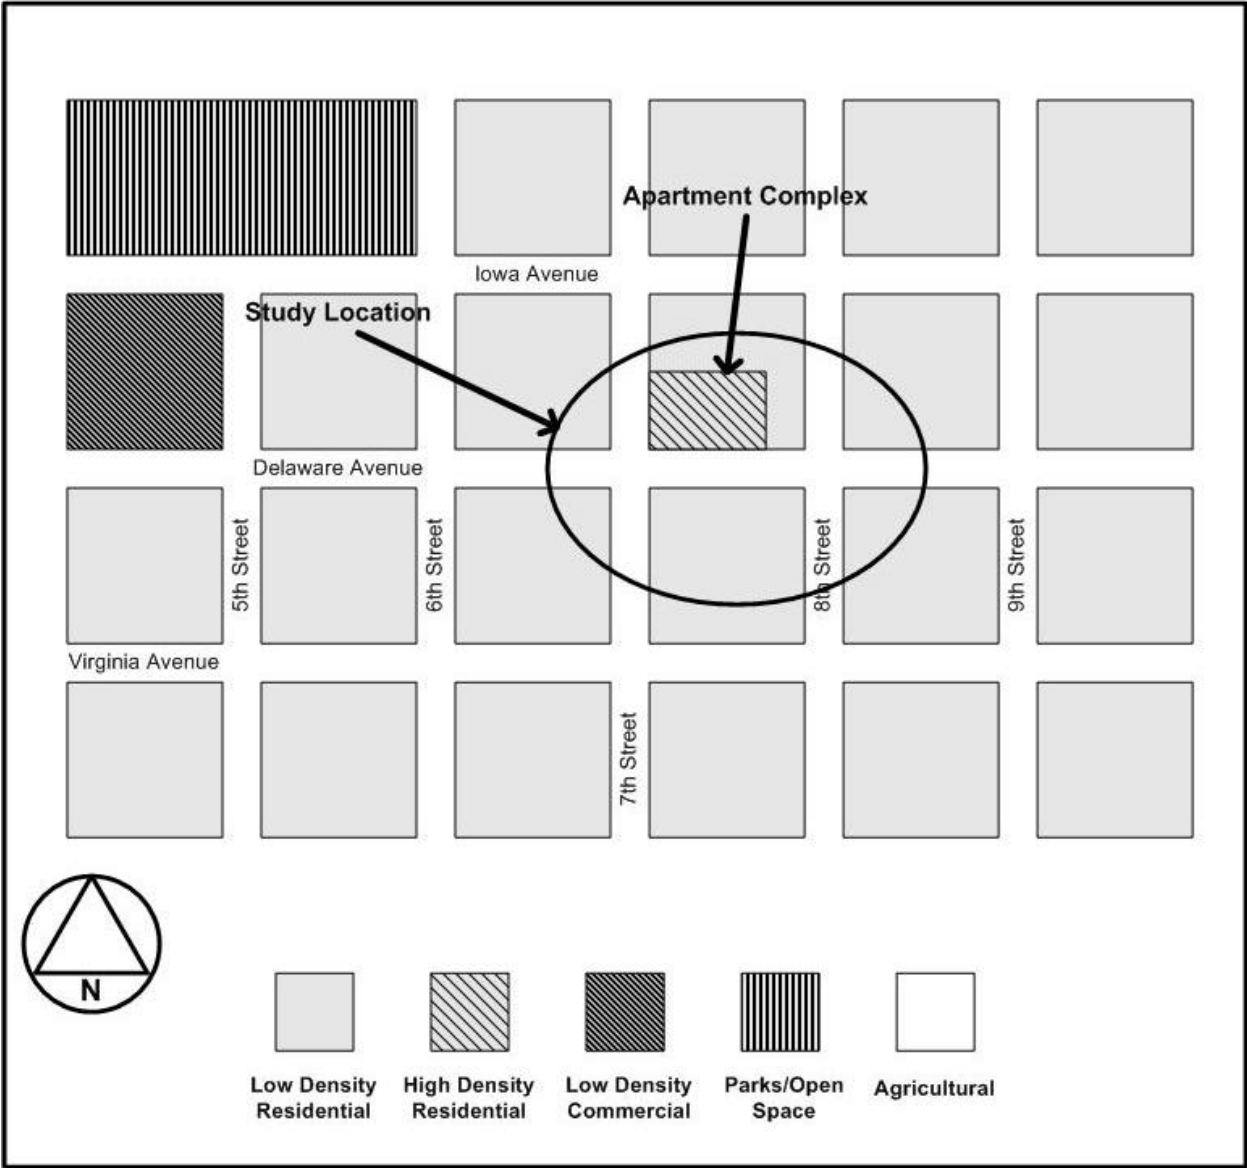 Apartment Complex
Iowa Avenue
Study Location
Delaware Avenue
5th Street
6th Street
8th Street
9th Street
Virginia Avenue
7th Street
N
Low Density
Residential
High Density
Residential
Low Density
Commercial
Parks/Open
Space
Agricultural